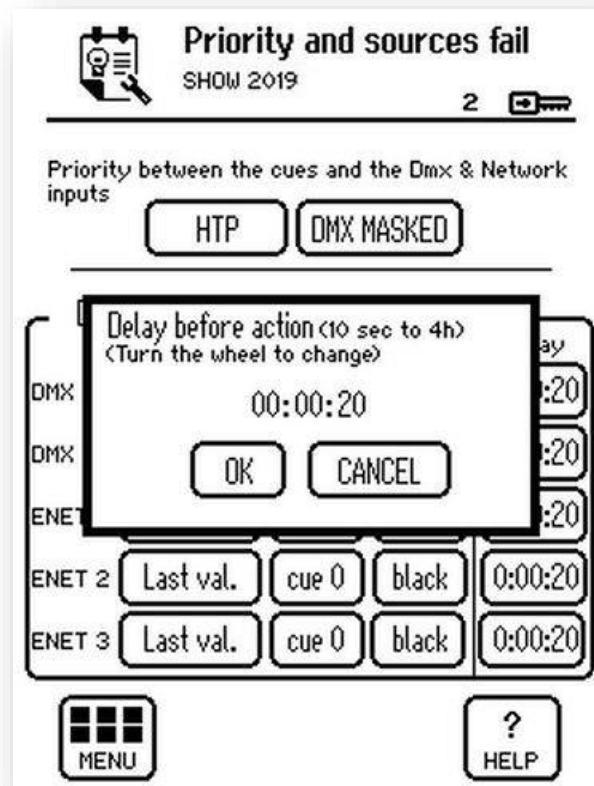 Priority and sources fail
SHOW 2019
2
Priority between the cues and the Dmx & Network
inputs
HTP DMX MASKED
Delay before action (10 sec to 4h)
(Turn the wheel to change)
00:00:20
OK CANCEL
DMX :20
DMX :20
ENET :20
ENET 2 Last val. cue 0 black 0:00:20
ENET 3 Last val. cue 0 black 0:00:20
MENU
?
HELP